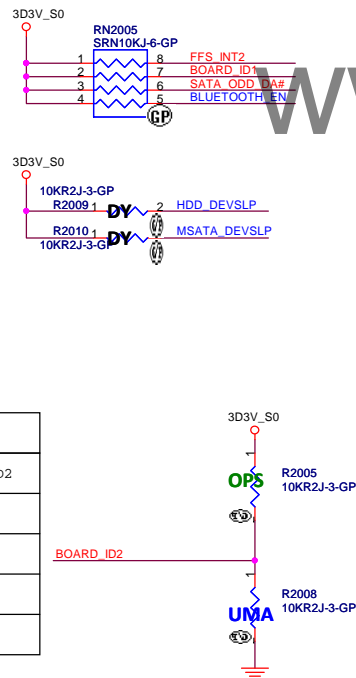 3D3V_S0
RN2005
SRN10KJ-6-GP
1 8 FFS_INT2
2 7 BOARD_ID1
3 6 SATA_ODD_DA#
4 5 BLUETOOTH_EN
GP
W
3D3V_S0
10KR2J-3-GP
R2009 1 DY 2 HDD_DEVSLP
R2010 1 DY MSATA_DEVSLP
10KR2J-3-GP
3D3V_S0
1
OPS
R2005
10KR2J-3-GP
BOARD_ID2
1
UMA
R2008
10KR2J-3-GP